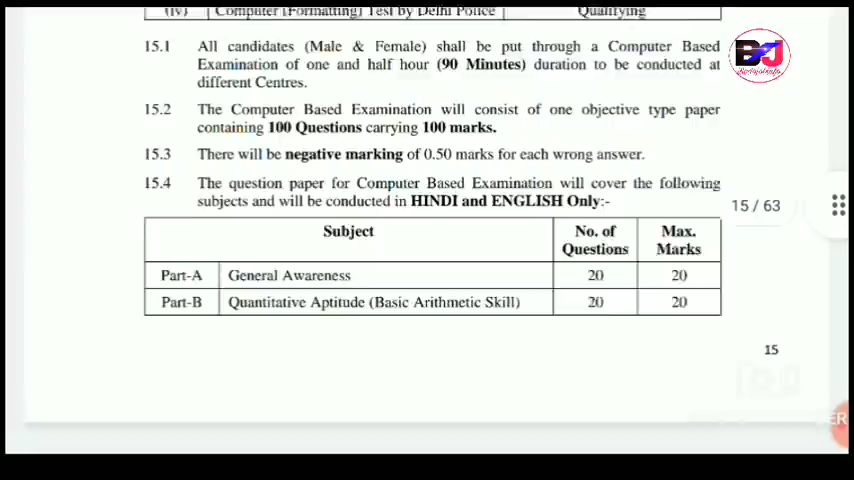 (iv) Computer (Formatting) Test by Delhi Police Qualifying
15.1 All candidates (Male & Female) shall be put through a Computer Based
Examination of one and half hour (90 Minutes) duration to be conducted at
different Centres.
15.2 The Computer Based Examination will consist of one objective type paper
containing 100 Questions carrying 100 marks.
15.3 There will be negative marking of 0.50 marks for each wrong answer.
15.4 The question paper for Computer Based Examination will cover the following
subjects and will be conducted in HINDI and ENGLISH Only:-
Subject No. of Questions Max. Marks
Part-A General Awareness 20 20
Part-B Quantitative Aptitude (Basic Arithmetic Skill) 20 20
15
15 / 63
BJ
ER